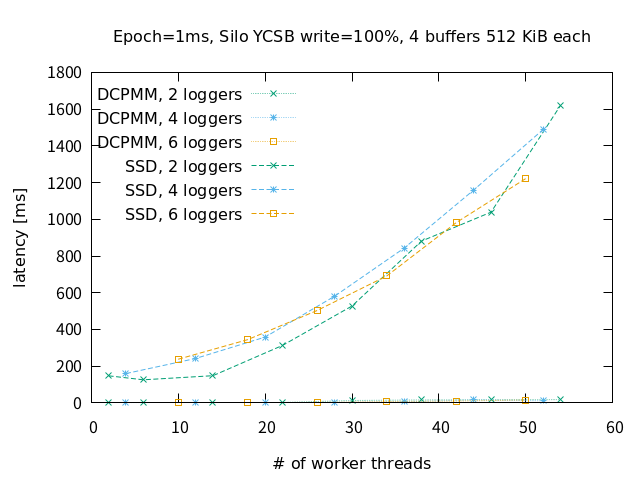 Epoch=1ms, Silo YCSB write=100%, 4 buffers 512 KiB each
1800
1600
1400
1200
1000
800
600
400
200
0
latency [ms]
DCPMM, 2 loggers
DCPMM, 4 loggers
DCPMM, 6 loggers
SSD, 2 loggers
SSD, 4 loggers
SSD, 6 loggers
0 10 20 30 40 50 60
# of worker threads